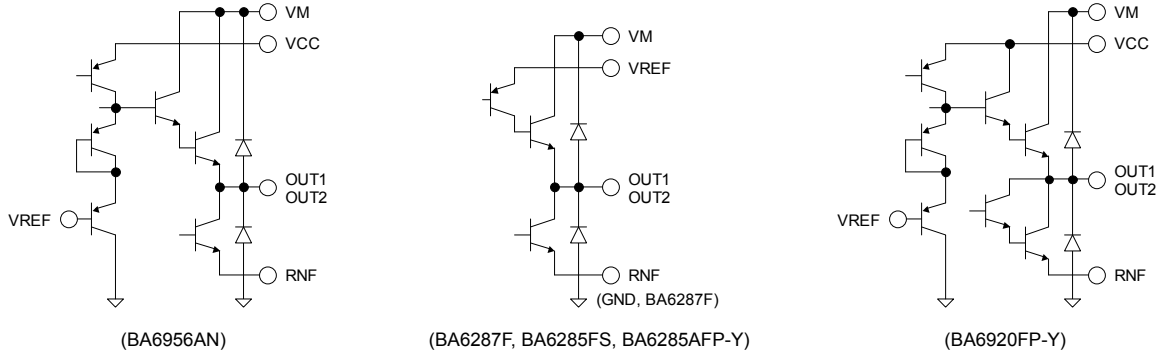 VM
VCC
OUT1
OUT2
VREF
RNF
(BA6956AN)
VM
VREF
OUT1
OUT2
RNF
(GND, BA6287F)
(BA6287F, BA6285FS, BA6285AFP-Y)
VM
VCC
OUT1
OUT2
VREF
RNF
(BA6920FP-Y)